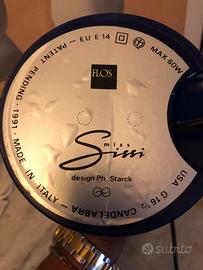 PATENT PENDING · 1991 · MADE IN ITALY -
- EU E 14
MAX 60W
USA G 16 ½ CANDELABRA
FLOS
miss
Sissi
design Ph. Starck
subito